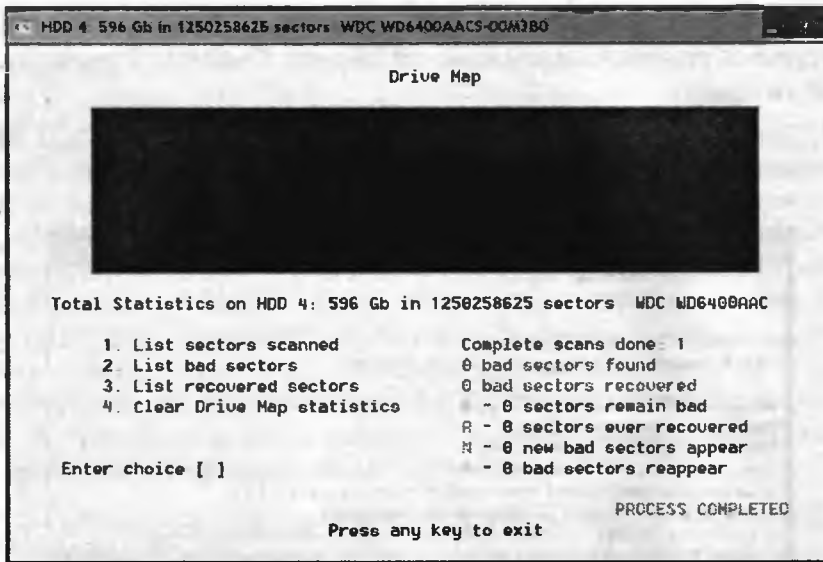 HDD 4: 596 Gb in 1250258625 sectors WDC WD6400AACS-00M3B0
Drive Map
Total Statistics on HDD 4: 596 Gb in 1250258625 sectors WDC WD6400AAC
1. List sectors scanned
2. List bad sectors
3. List recovered sectors
4. Clear Drive Map statistics
Enter choice [ ]
Complete scans done: 1
0 bad sectors found
0 bad sectors recovered
- 0 sectors remain bad
R - 0 sectors ever recovered
N - 0 new bad sectors appear
- 0 bad sectors reappear
PROCESS COMPLETED
Press any key to exit